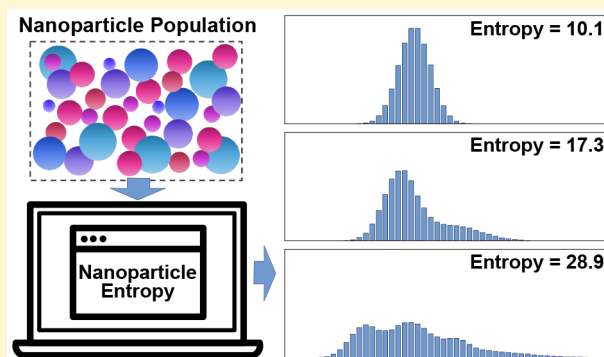 Nanoparticle Population
Nanoparticle
Entropy
Entropy = 10.1
Entropy = 17.3
Entropy = 28.9